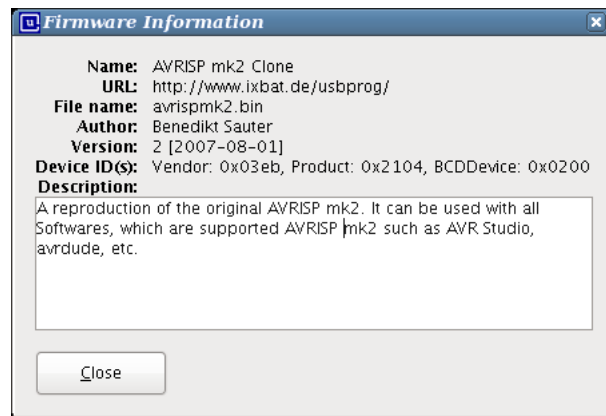 u Firmware Information
Name: AVRISP mk2 Clone
URL: http://www.ixbat.de/usbprog/
File name: avrispmk2.bin
Author: Benedikt Sauter
Version: 2 [2007-08-01]
Device ID(s): Vendor: 0x03eb, Product: 0x2104, BCDDevice: 0x0200
Description:
A reproduction of the original AVRISP mk2. It can be used with all
Softwares, which are supported AVRISP mk2 such as AVR Studio,
avrdude, etc.
Close